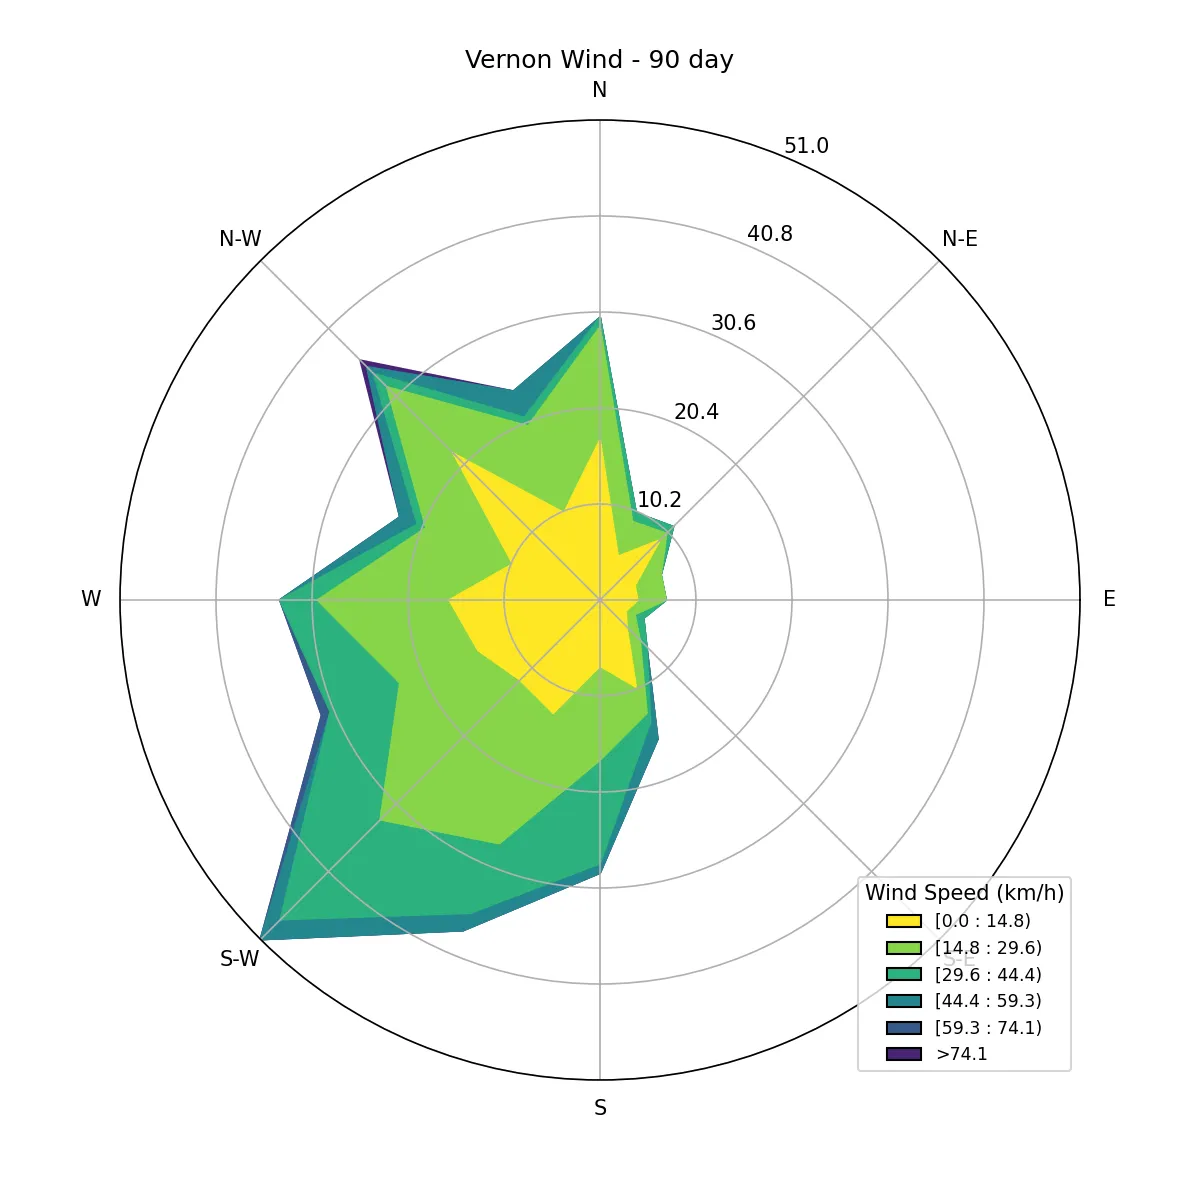 Vernon Wind - 90 day
N
51.0
N-W
40.8
N-E
30.6
20.4
10.2
W
E
S-W
S-E
S
Wind Speed (km/h)
[0.0 : 14.8)
[14.8 : 29.6)
[29.6 : 44.4)
[44.4 : 59.3)
[59.3 : 74.1)
>74.1